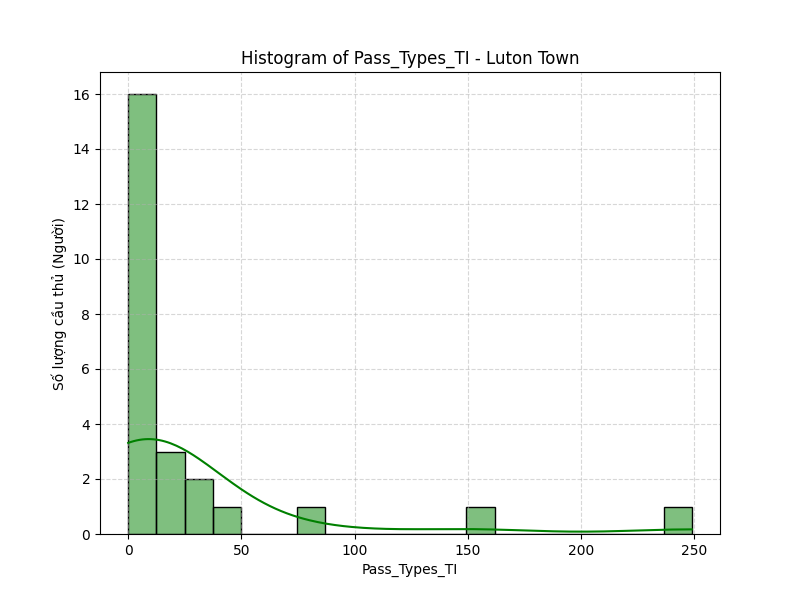 Histogram of Pass_Types_TI - Luton Town
Số lượng cầu thủ (Người)
16
14
12
10
8
6
4
2
0
0 50 100 150 200 250
Pass_Types_TI